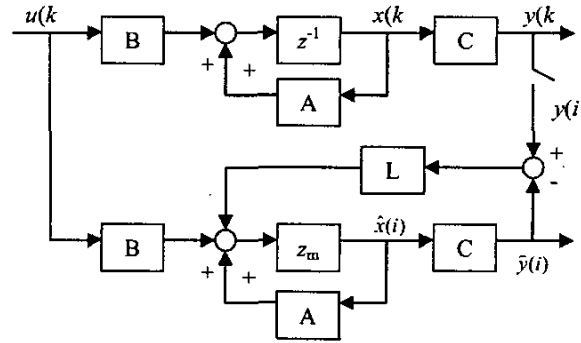 u(k x(k y(k
B z⁻¹ C
+ +
A
y(i
L +
-
x̂(i) ŷ(i)
B z_m C
+ +
A